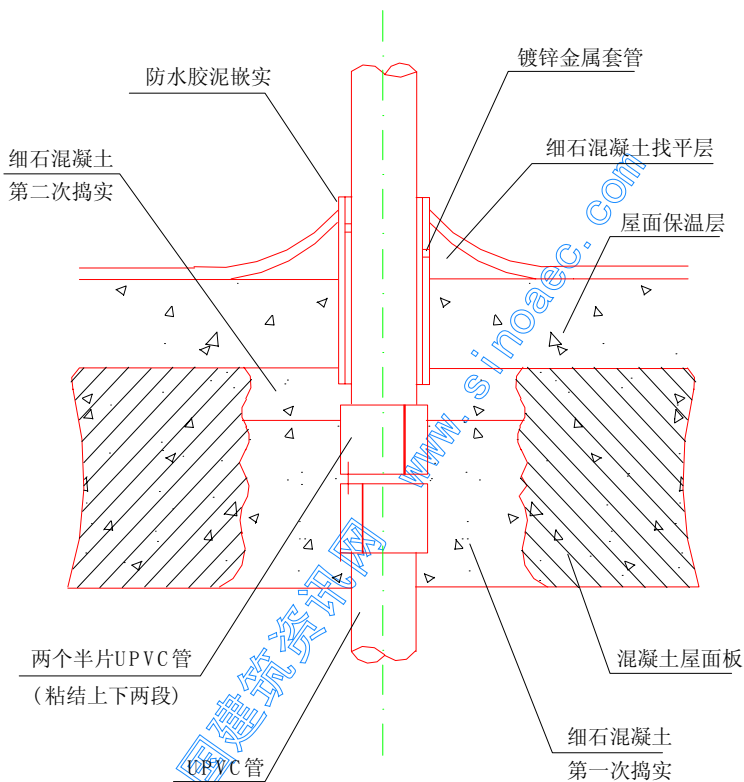 防水胶泥嵌实
镀锌金属套管
细石混凝土
第二次捣实
细石混凝土找平层
屋面保温层
www.sinoaec.com
国建筑资讯网
两个半片UPVC管
(粘结上下两段)
UPVC管
混凝土屋面板
细石混凝土
第一次捣实